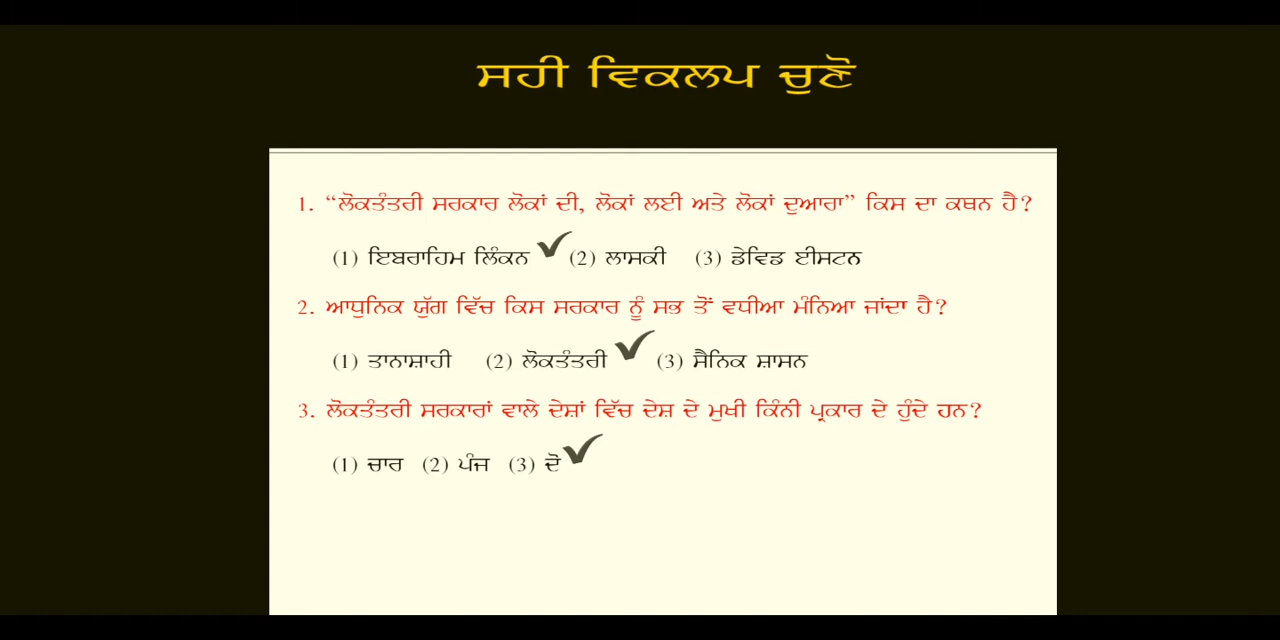 ਸਹੀ ਵਿਕਲਪ ਚੁਣੋ
1. “ਲੋਕਤੰਤਰੀ ਸਰਕਾਰ ਲੋਕਾਂ ਦੀ, ਲੋਕਾਂ ਲਈ ਅਤੇ ਲੋਕਾਂ ਦੁਆਰਾ” ਕਿਸ ਦਾ ਕਥਨ ਹੈ?
(1) ਇਬਰਾਹਿਮ ਲਿੰਕਨ (2) ਲਾਸਕੀ (3) ਡੇਵਿਡ ਈਸਟਨ
2. ਆਧੁਨਿਕ ਯੁੱਗ ਵਿੱਚ ਕਿਸ ਸਰਕਾਰ ਨੂੰ ਸਭ ਤੋਂ ਵਧੀਆ ਮੰਨਿਆ ਜਾਂਦਾ ਹੈ?
(1) ਤਾਨਾਸ਼ਾਹੀ (2) ਲੋਕਤੰਤਰੀ (3) ਸੈਨਿਕ ਸ਼ਾਸਨ
3. ਲੋਕਤੰਤਰੀ ਸਰਕਾਰਾਂ ਵਾਲੇ ਦੇਸ਼ਾਂ ਵਿੱਚ ਦੇਸ਼ ਦੇ ਮੁਖੀ ਕਿੰਨੀ ਪ੍ਰਕਾਰ ਦੇ ਹੁੰਦੇ ਹਨ?
(1) ਚਾਰ (2) ਪੰਜ (3) ਦੋ